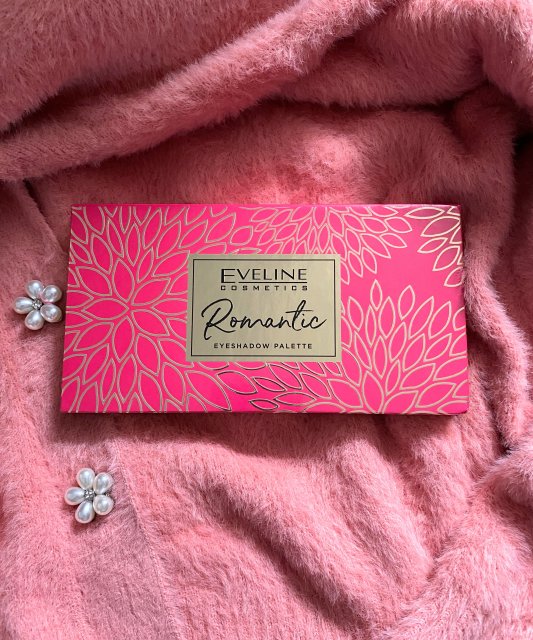 EVELINE
COSMETICS
Romantic
EYESHADOW PALETTE